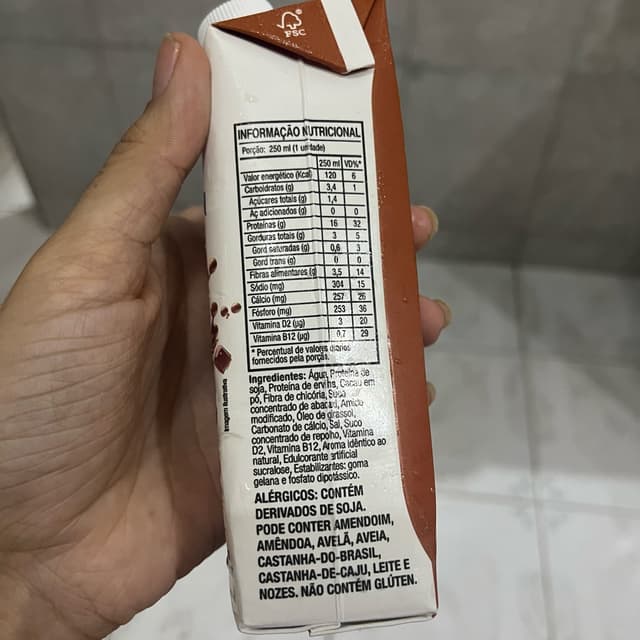 FSC
INFORMAÇÃO NUTRICIONAL
Porção: 250 ml (1 unidade)
250 ml VD%*
Valor energético (Kcal) 120 6
Carboidratos (g) 3,4 1
Açúcares totais (g) 1,4
Aç adicionados (g) 0 0
Proteínas (g) 16 32
Gorduras totais (g) 3 5
Gord saturadas (g) 0,6 3
Gord trans (g) 0 0
Fibras alimentares (g) 3,5 14
Sódio (mg) 304 15
Cálcio (mg) 257 26
Fósforo (mg) 253 36
Vitamina D2 (µg) 3 20
Vitamina B12 (µg) 0,7 29
* Percentual de valores diários
fornecidos pela porção.
Ingredientes: Água, Proteína de
soja, Proteína de ervilhas, Cacau em
pó, Fibra de chicória, Suco
concentrado de abacaxi, Amido
modificado, Óleo de girassol,
Carbonato de cálcio, Sal, Suco
concentrado de repolho, Vitamina
D2, Vitamina B12, Aroma idêntico ao
natural, Edulcorante artificial
sucralose, Estabilizantes: goma
gelana e fosfato dipotássico.
ALÉRGICOS: CONTÉM
DERIVADOS DE SOJA.
PODE CONTER AMENDOIM,
AMÊNDOA, AVELÃ, AVEIA,
CASTANHA-DO-BRASIL,
CASTANHA-DE-CAJU, LEITE E
NOZES. NÃO CONTÉM GLÚTEN.
Imagem ilustrativa